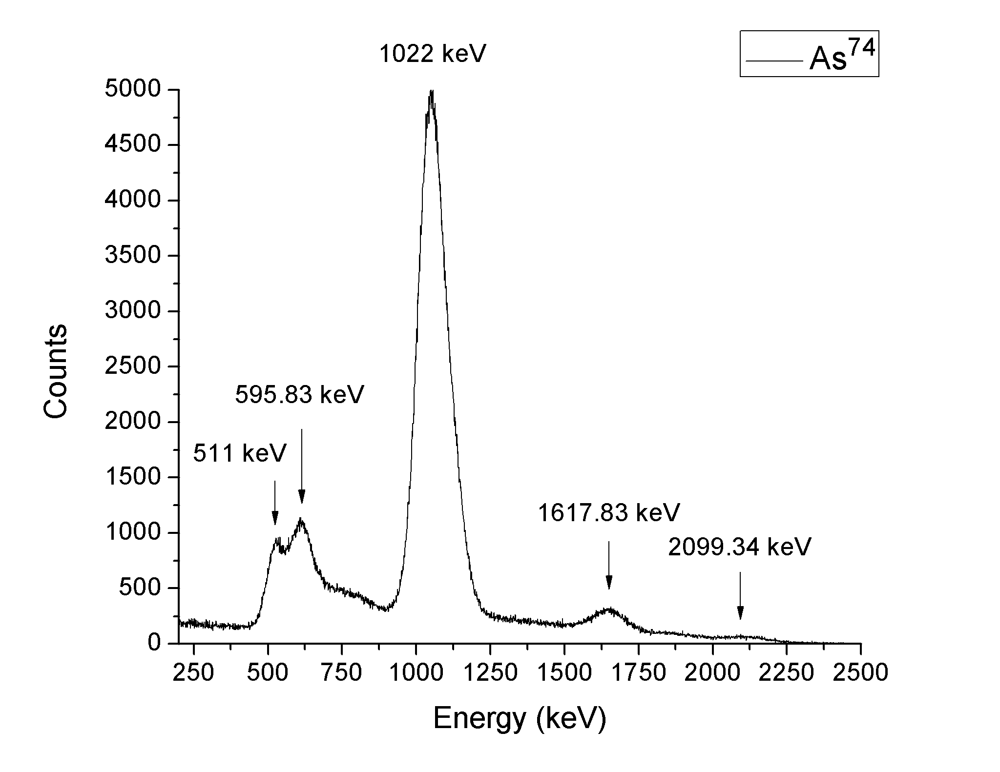 As74
1022 keV
5000
4500
4000
3500
3000
2500
2000
1500
1000
500
0
Counts
595.83 keV
511 keV
1617.83 keV
2099.34 keV
250 500 750 1000 1250 1500 1750 2000 2250 2500
Energy (keV)